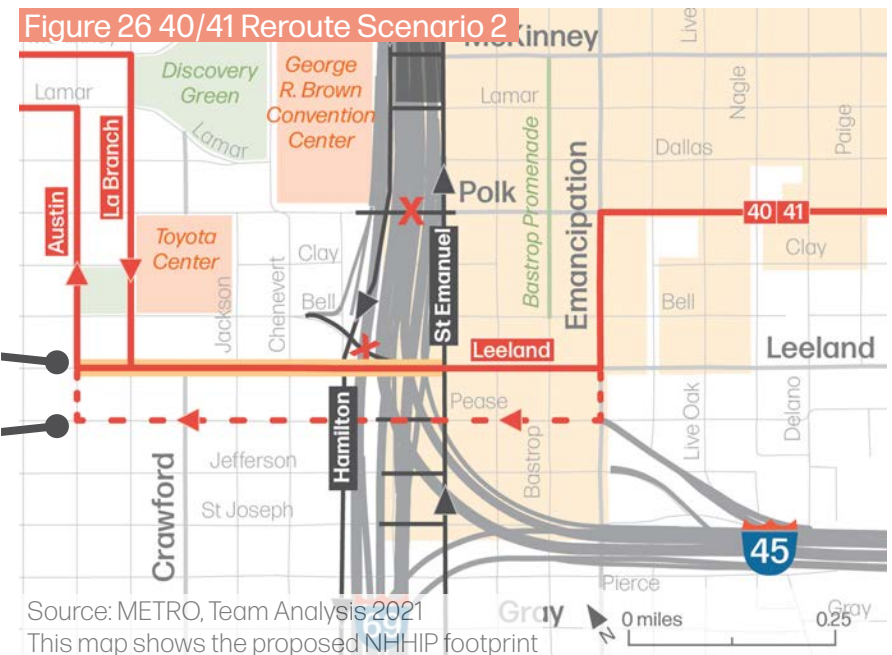 Figure 26 40/41 Reroute Scenario 2
McKinney
Live
Discovery
Green
George
R. Brown
Convention
Center
Lamar
Lamar
Lamar
Nagle
Paige
Dallas
Bastrop Promenade
Emancipation
La Branch
Austin
Polk
X
40 41
Toyota
Center
Clay
Clay
Jackson
Chenevert
Bell
Bell
St Emanuel
X
Leeland
Leeland
Pease
Hamilton
Live Oak
Delano
Bastrop
Jefferson
Crawford
St Joseph
45
Pierce
Source: METRO, Team Analysis 2021
69
Gray
Gray
N
0 miles
0.25
This map shows the proposed NHHIP footprint